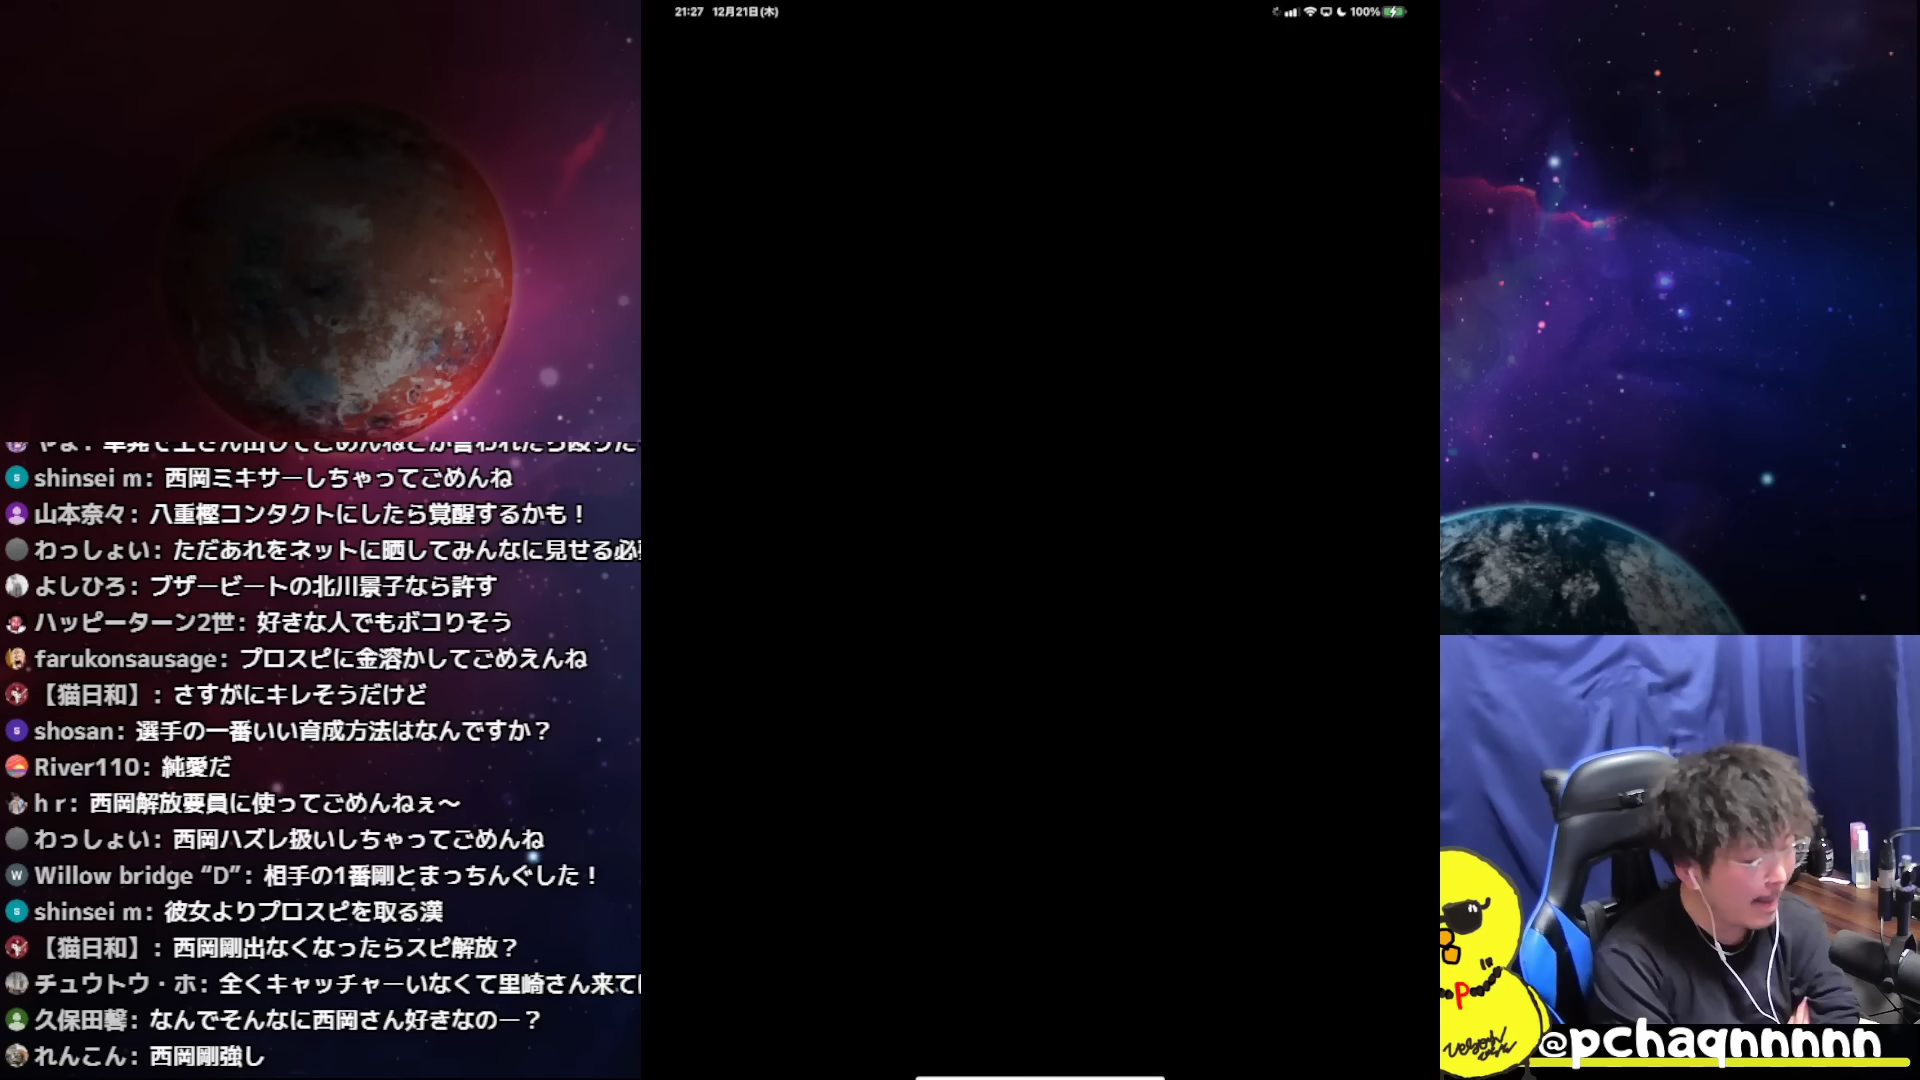 21:27 12月21日(木)
100%
shinsei m: 西岡ミキサーしちゃってごめんね
山本奈々: 八重樫コンタクトにしたら覚醒するかも！
わっしょい: ただあれをネットに晒してみんなに見せる必
よしひろ: ブザービートの北川景子なら許す
ハッピーターン2世: 好きな人でもボコりそう
farukonsausage: プロスピに金溶かしてごめえんね
【猫日和】: さすがにキレそうだけど
shosan: 選手の一番いい育成方法はなんですか？
River110: 純愛だ
h r: 西岡解放要員に使ってごめんねぇ〜
わっしょい: 西岡ハズレ扱いしちゃってごめんね
Willow bridge “D”: 相手の1番剛とまっちんぐした！
shinsei m: 彼女よりプロスピを取る漢
【猫日和】: 西岡剛出なくなったらスピ解放？
チュウトウ・ホ: 全くキャッチャーいなくて里崎さん来て
久保田馨: なんでそんなに西岡さん好きなのー？
れんこん: 西岡剛強し
P
@pchaqnnnnn